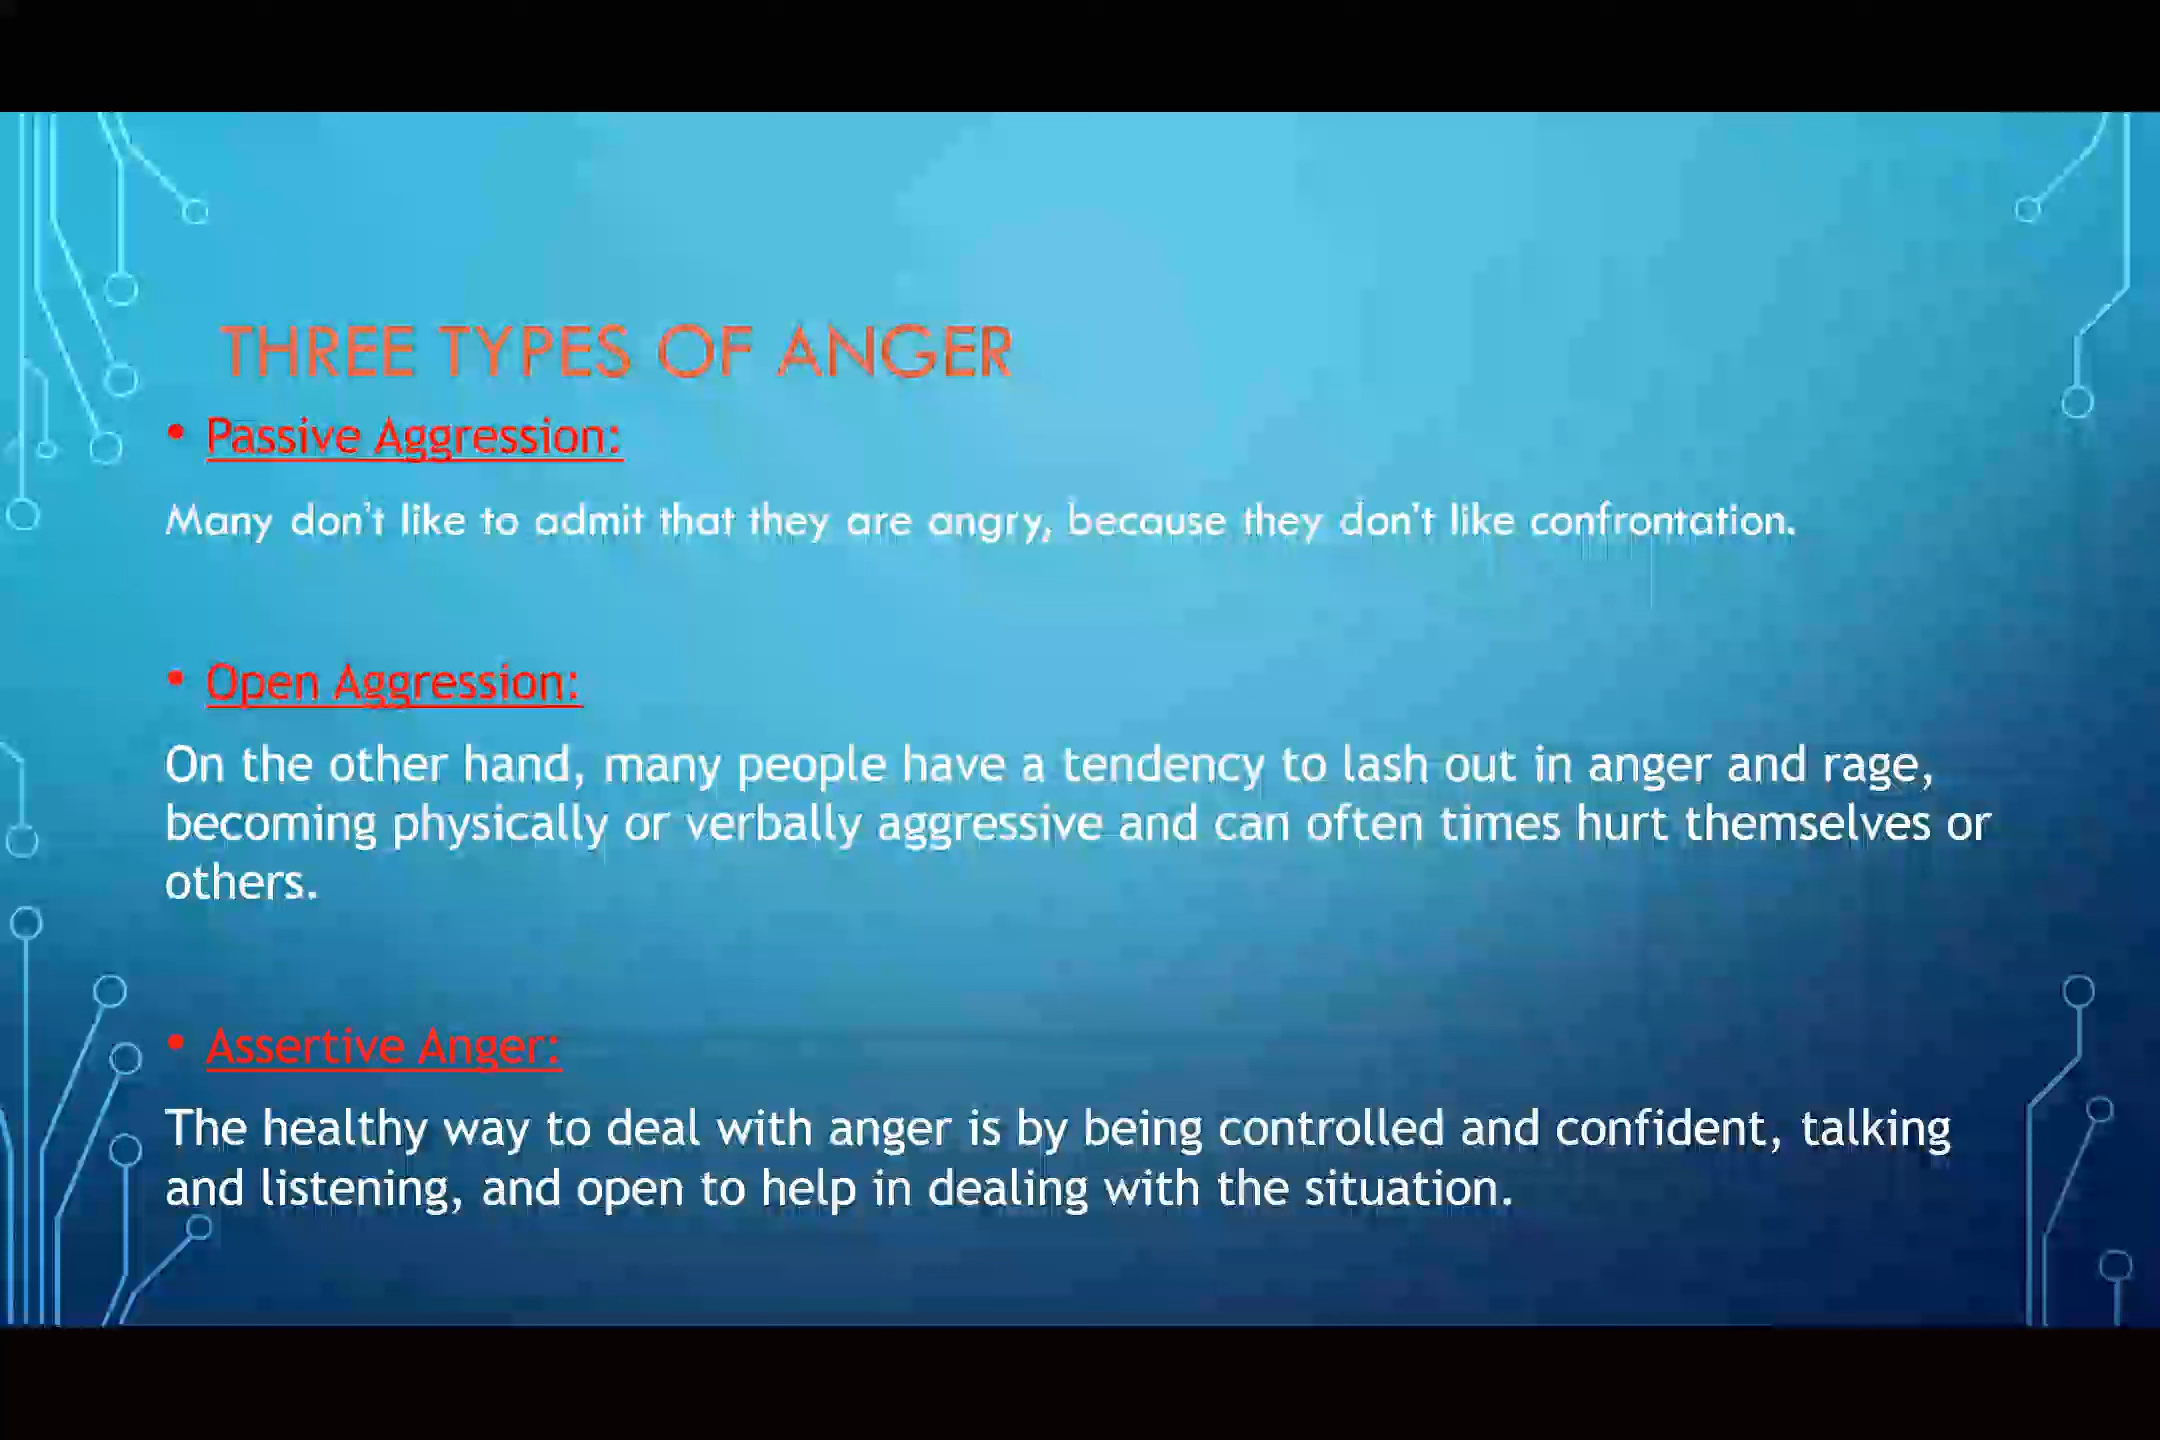 THREE TYPES OF ANGER
• Passive Aggression:
Many don't like to admit that they are angry, because they don't like confrontation.
• Open Aggression:
On the other hand, many people have a tendency to lash out in anger and rage,
becoming physically or verbally aggressive and can often times hurt themselves or
others.
• Assertive Anger:
The healthy way to deal with anger is by being controlled and confident, talking
and listening, and open to help in dealing with the situation.